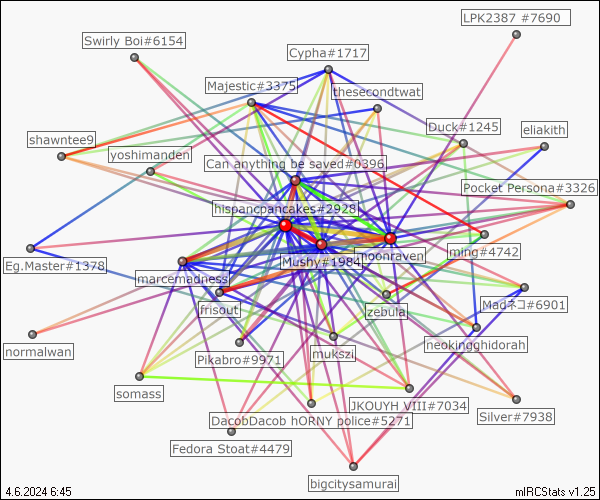 LPK2387 #7690
Swirly Boi#6154
Cypha#1717
Majestic#3375
thesecondtwat
Duck#1245
eliakith
shawntee9
yoshimanden
Can anything be saved#0396
Pocket Persona#3326
hispancpancakes#2928
Mushy#1984
moonraven
ming#4742
Eg.Master#1378
marcemadness
frisout
zebula
Madネコ#6901
normalwan
Pikabro#9971
mukszi
neokingghidorah
somass
JKOUYH VIII#7034
DacobDacob hORNY police#5271
Silver#7938
Fedora Stoat#4479
bigcitysamurai
4.6.2024 6:45
mIRCStats v1.25